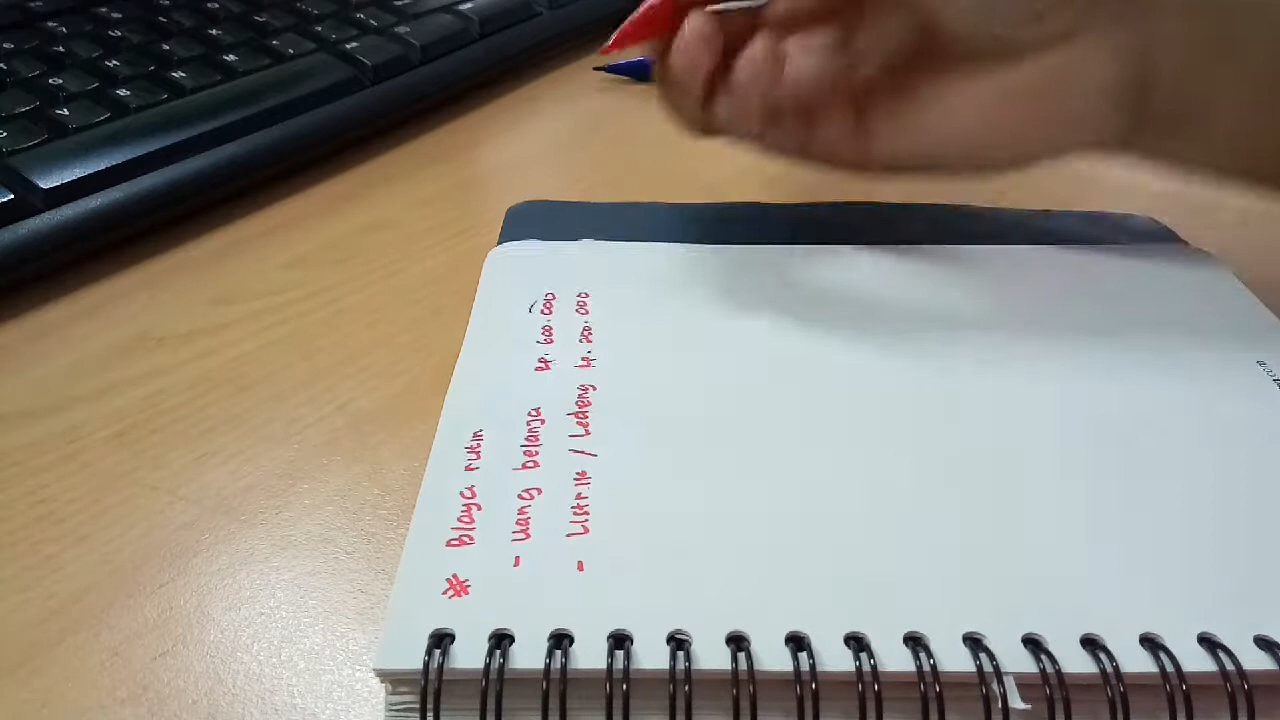 * Biaya rutin
- Uang belanja Rp. 600.000
- Listrik / Ledeng Rp. 200.000